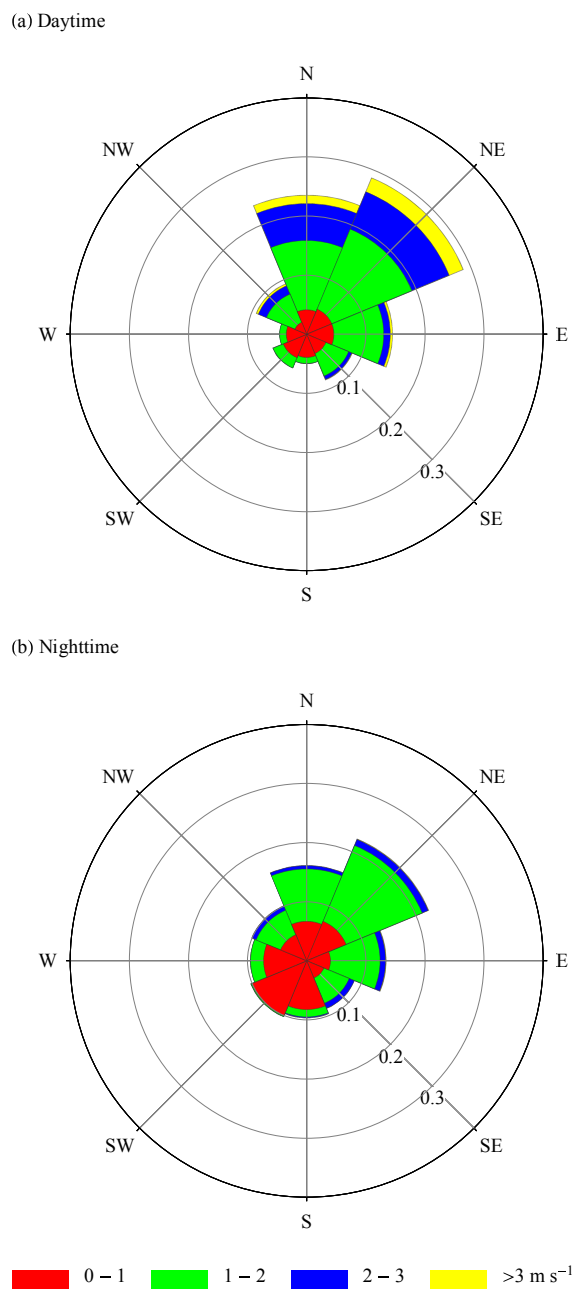 (a) Daytime
N
NW
NE
W
E
0.1
0.2
0.3
SW
SE
S
(b) Nighttime
N
NW
NE
W
E
0.1
0.2
0.3
SW
SE
S
0 − 1 1 − 2 2 − 3 >3 m s⁻¹